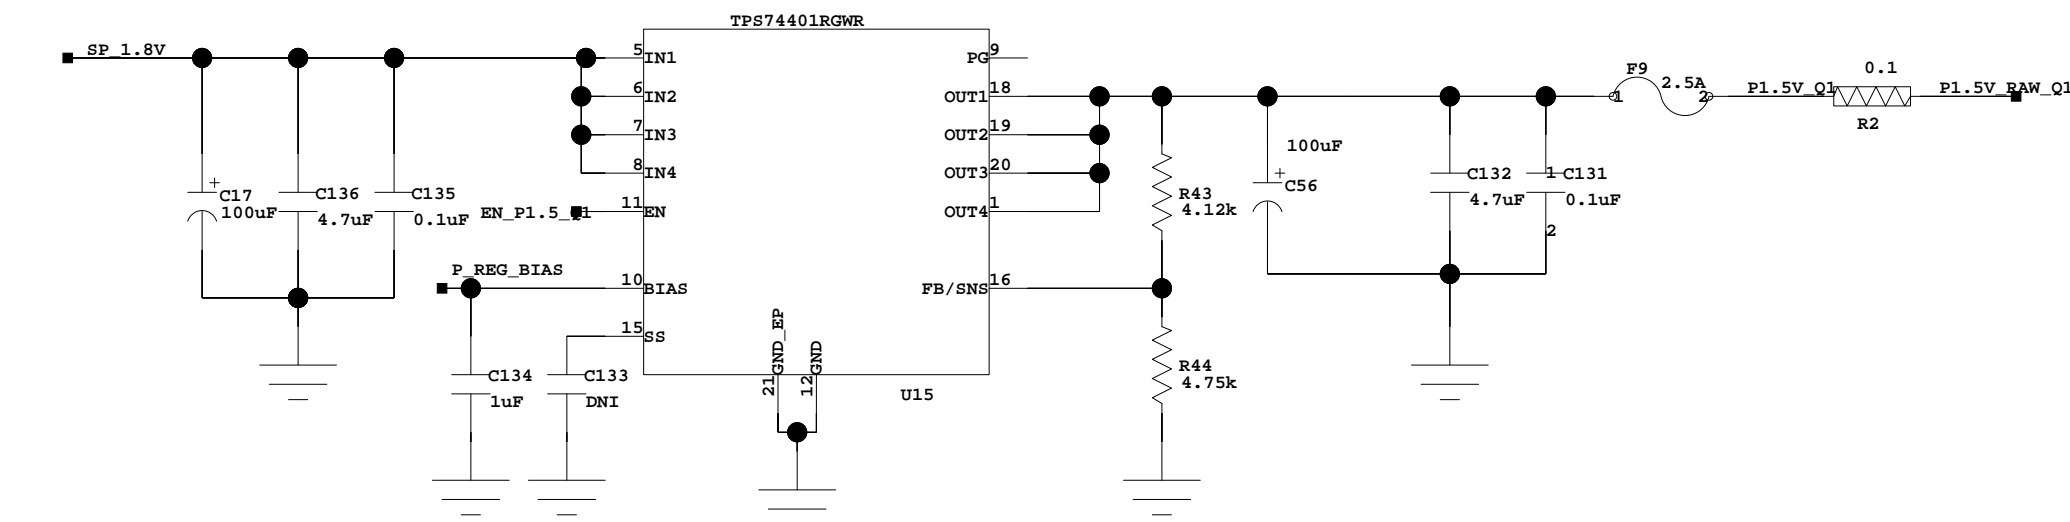 TPS74401RGWR
SP_1.8V
5
IN1
6
IN2
7
IN3
8
IN4
11
EN
10
BIAS
15
SS
PG
9
OUT1
18
OUT2
19
OUT3
20
OUT4
1
FB/SNS
16
21
GND_EP
12
GND
U15
+
C17
100uF
C136
4.7uF
C135
0.1uF
EN_P1.5_Q1
P_REG_BIAS
C134
1uF
C133
DNI
R43
4.12k
R44
4.75k
100uF
+
C56
C132
4.7uF
1
C131
0.1uF
2
F9
2.5A
1
2
P1.5V_Q1
0.1
R2
P1.5V_RAW_Q1